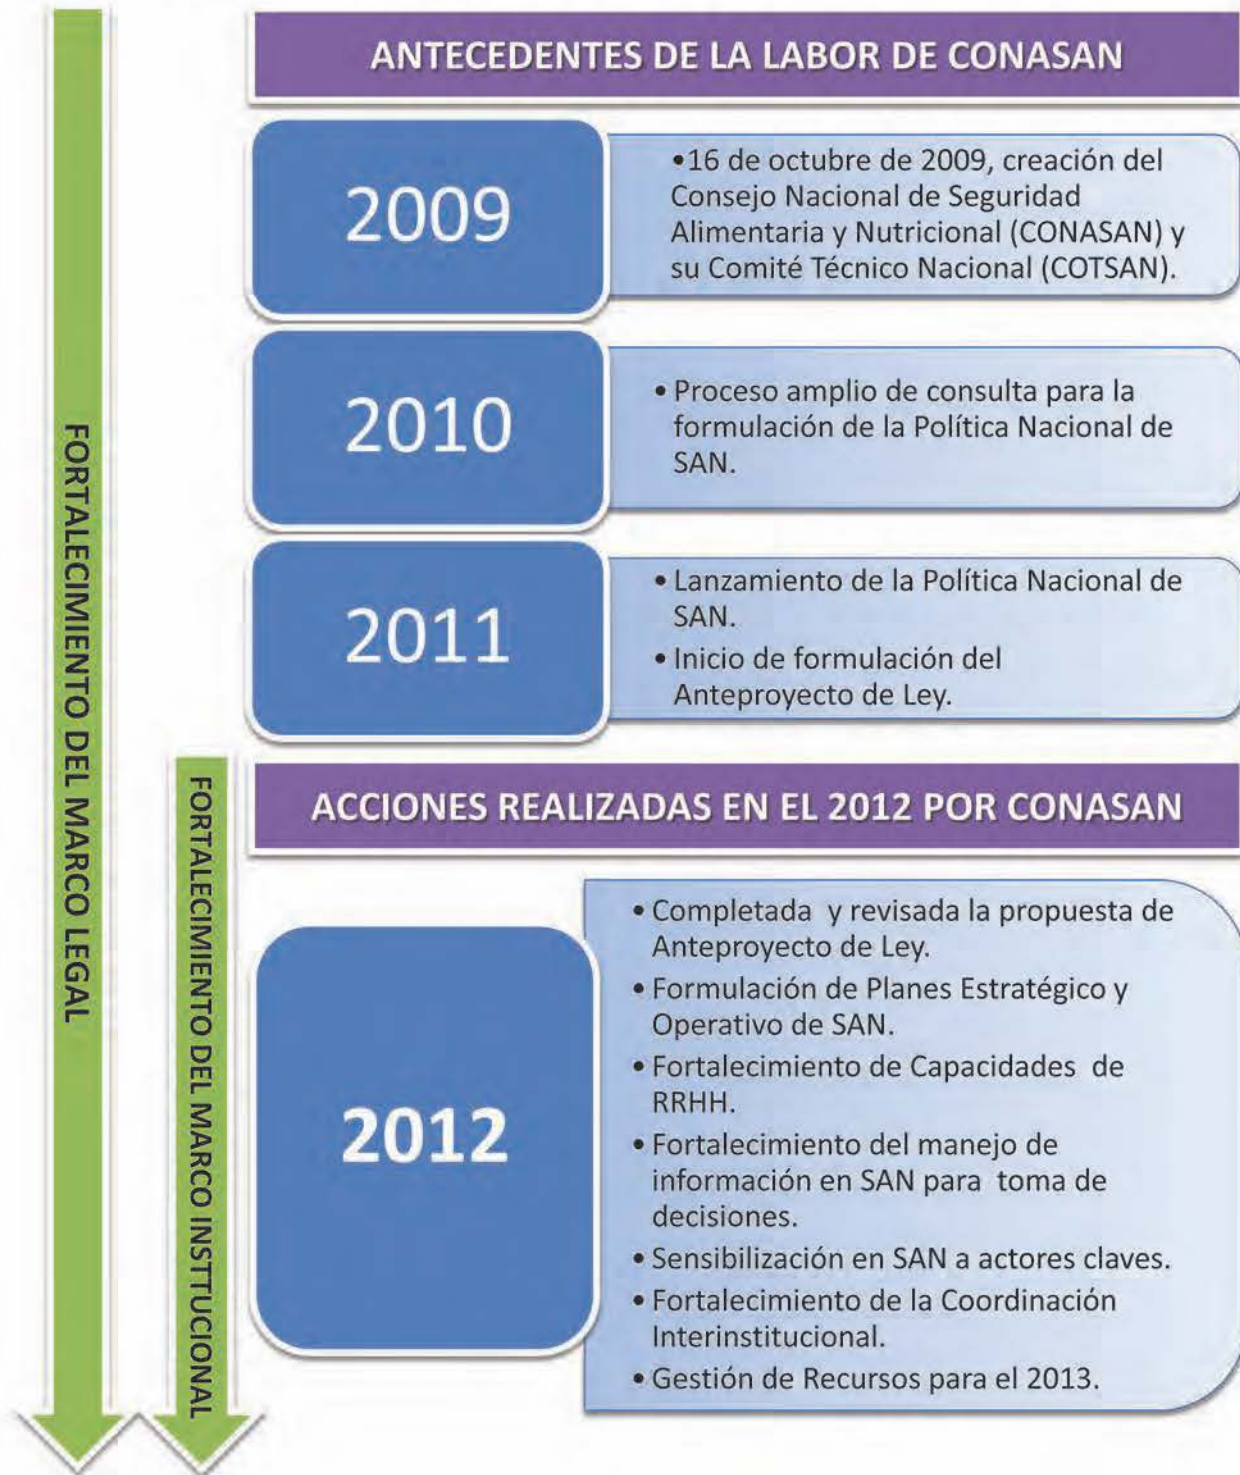 ANTECEDENTES DE LA LABOR DE CONASAN
2009
•16 de octubre de 2009, creación del
Consejo Nacional de Seguridad
Alimentaria y Nutricional (CONASAN) y
su Comité Técnico Nacional (COTSAN).
2010
• Proceso amplio de consulta para la
formulación de la Política Nacional de
SAN.
2011
• Lanzamiento de la Política Nacional de
SAN.
• Inicio de formulación del
Anteproyecto de Ley.
FORTALECIMIENTO DEL MARCO LEGAL
FORTALECIMIENTO DEL MARCO INSTTUCIONAL
ACCIONES REALIZADAS EN EL 2012 POR CONASAN
2012
• Completada y revisada la propuesta de
Anteproyecto de Ley.
• Formulación de Planes Estratégico y
Operativo de SAN.
• Fortalecimiento de Capacidades de
RRHH.
• Fortalecimiento del manejo de
información en SAN para toma de
decisiones.
• Sensibilización en SAN a actores claves.
• Fortalecimiento de la Coordinación
Interinstitucional.
• Gestión de Recursos para el 2013.